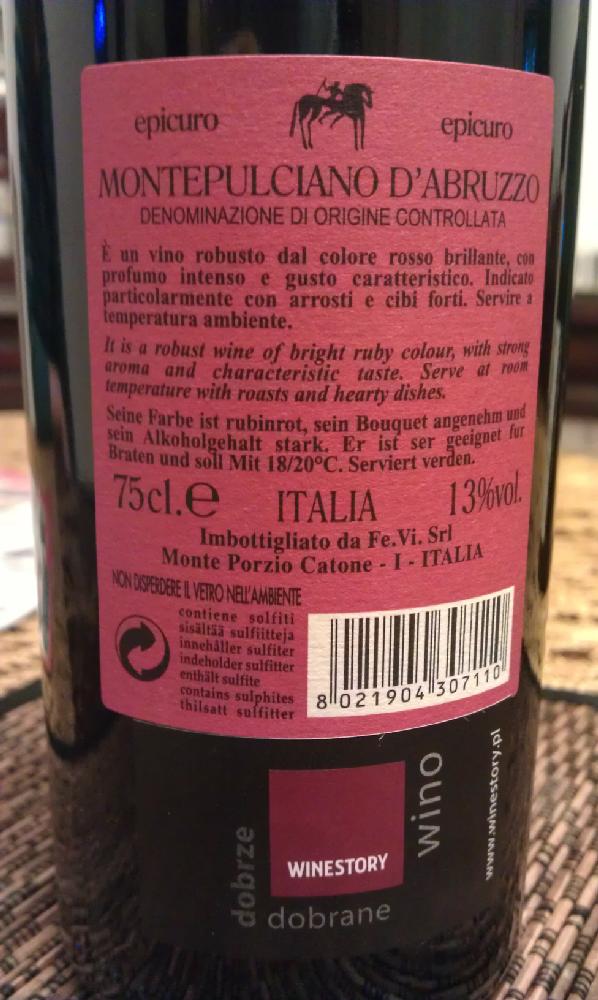 epicuro epicuro
MONTEPULCIANO D'ABRUZZO
DENOMINAZIONE DI ORIGINE CONTROLLATA
È un vino robusto dal colore rosso brillante, con
profumo intenso e gusto caratteristico. Indicato
particolarmente con arrosti e cibi forti. Servire a
temperatura ambiente.
It is a robust wine of bright ruby colour, with strong
aroma and characteristic taste. Serve at room
temperature with roasts and hearty dishes.
Seine Farbe ist rubinrot, sein Bouquet angenehm und
sein Alkoholgehalt stark. Er ist ser geeignet fur
Braten und soll Mit 18/20°C. Serviert verden.
75cl.e ITALIA 13%vol.
Imbottigliato da Fe.Vi. Srl
Monte Porzio Catone - I - ITALIA
NON DISPERDERE IL VETRO NELL'AMBIENTE
contiene solfiti
sisältää sulfiitteja
innehåller sulfiter
indeholder sulfitter
enthält sulfite
contains sulphites
thilsatt sulfitter
8 021904 307110
dobrze
WINESTORY
dobrane
wino
www.winestory.pl